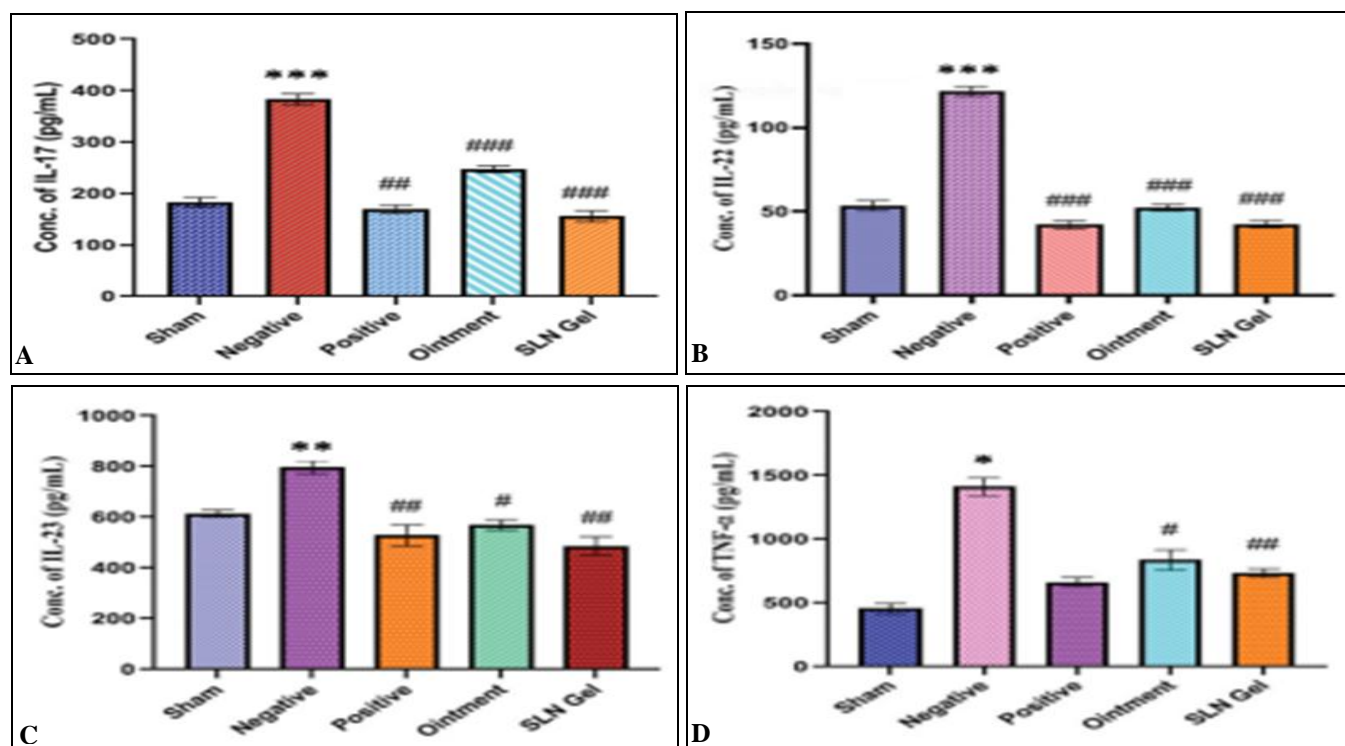 500
400
300
200
100
0
Conc. of IL-17 (pg/mL)
***
##
###
###
Sham
Negative
Positive
Ointment
SLN Gel
A
150
100
50
0
Conc. of IL-22 (pg/mL)
***
###
###
###
Sham
Negative
Positive
Ointment
SLN Gel
B
1000
800
600
400
200
0
Conc. of IL-23 (pg/mL)
**
##
#
##
Sham
Negative
Positive
Ointment
SLN Gel
C
2000
1500
1000
500
0
Conc. of TNF-α (pg/mL)
*
#
##
Sham
Negative
Positive
Ointment
SLN Gel
D